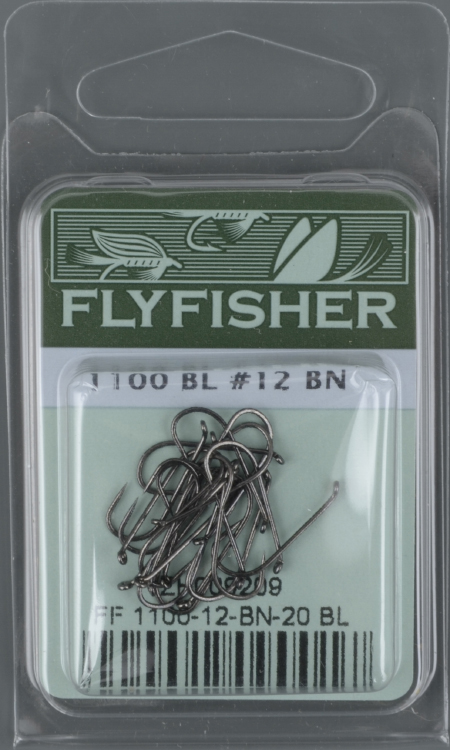 FLYFISHER
1100 BL #12 BN
FF 1100-12-BN-20 BL